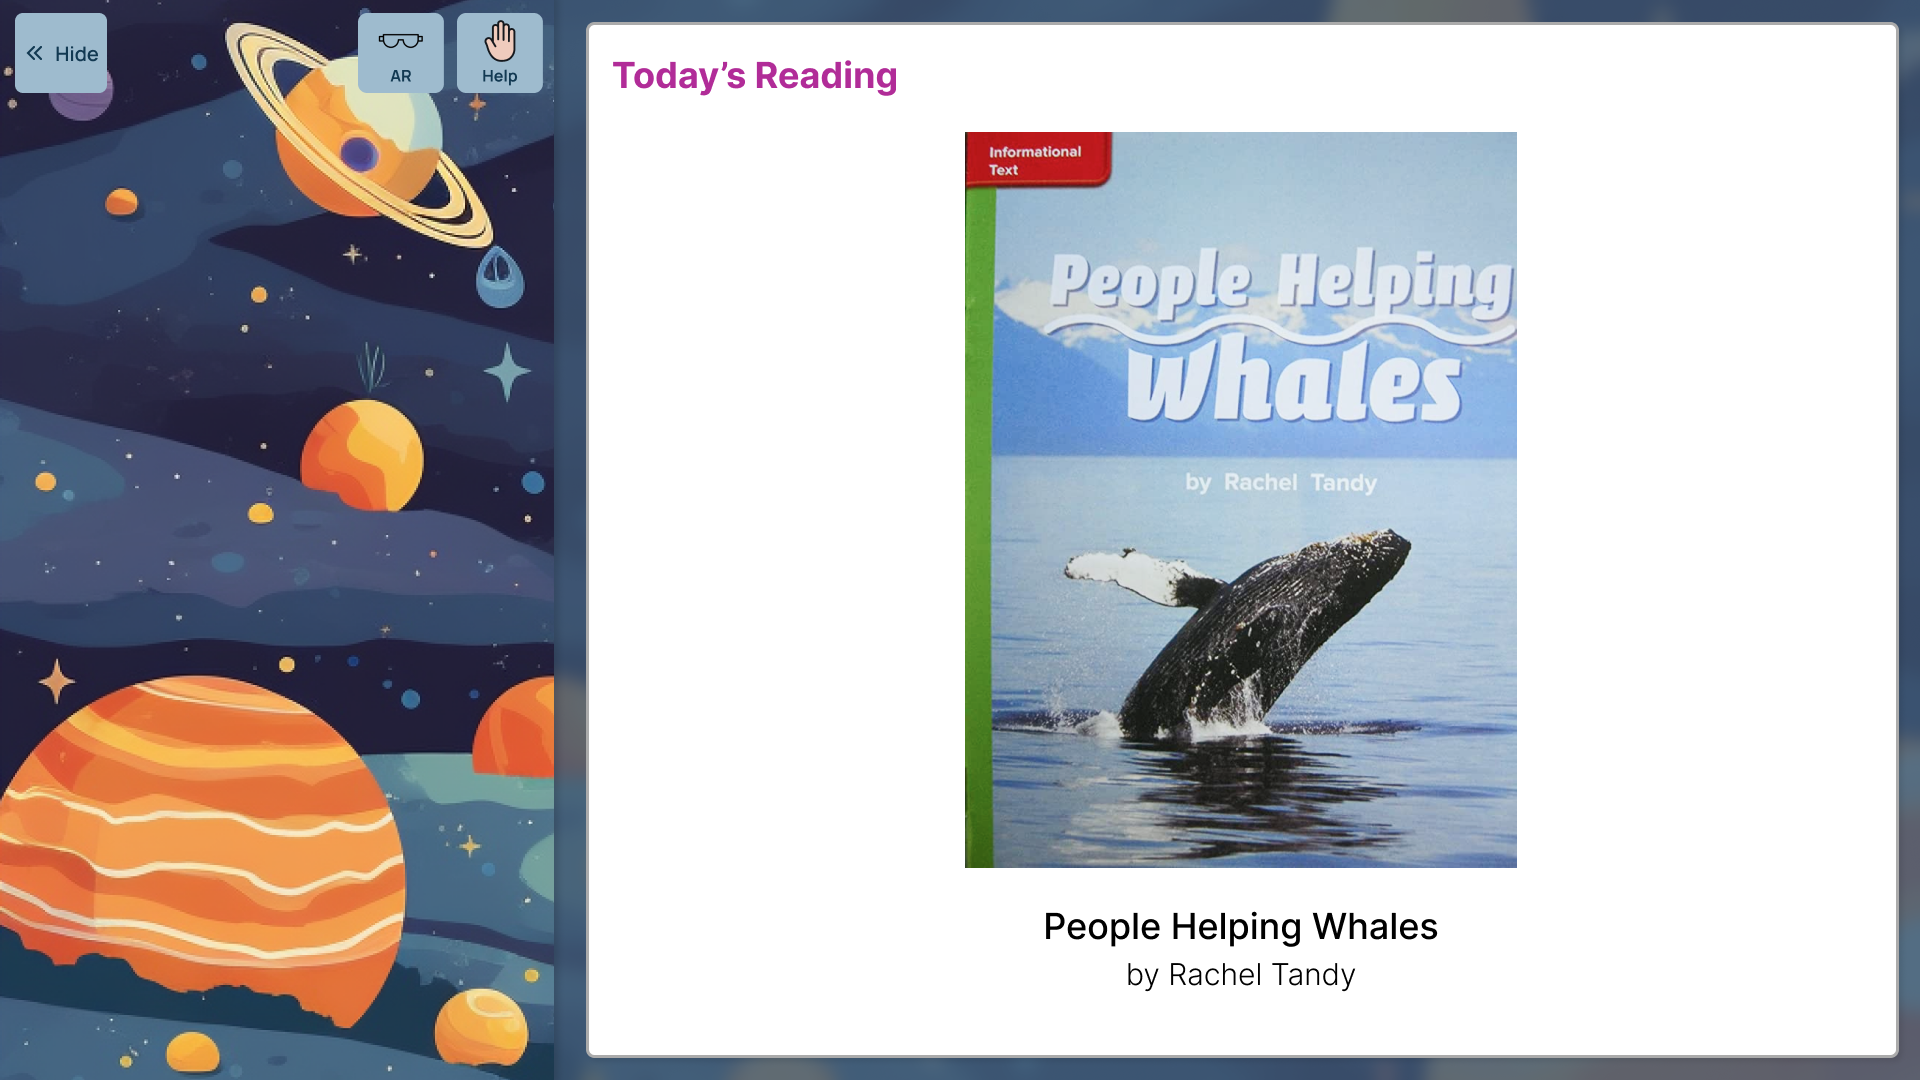 Hide
AR
Help
Today's Reading
Informational
Text
People Helping
Whales
by Rachel Tandy
People Helping Whales
by Rachel Tandy